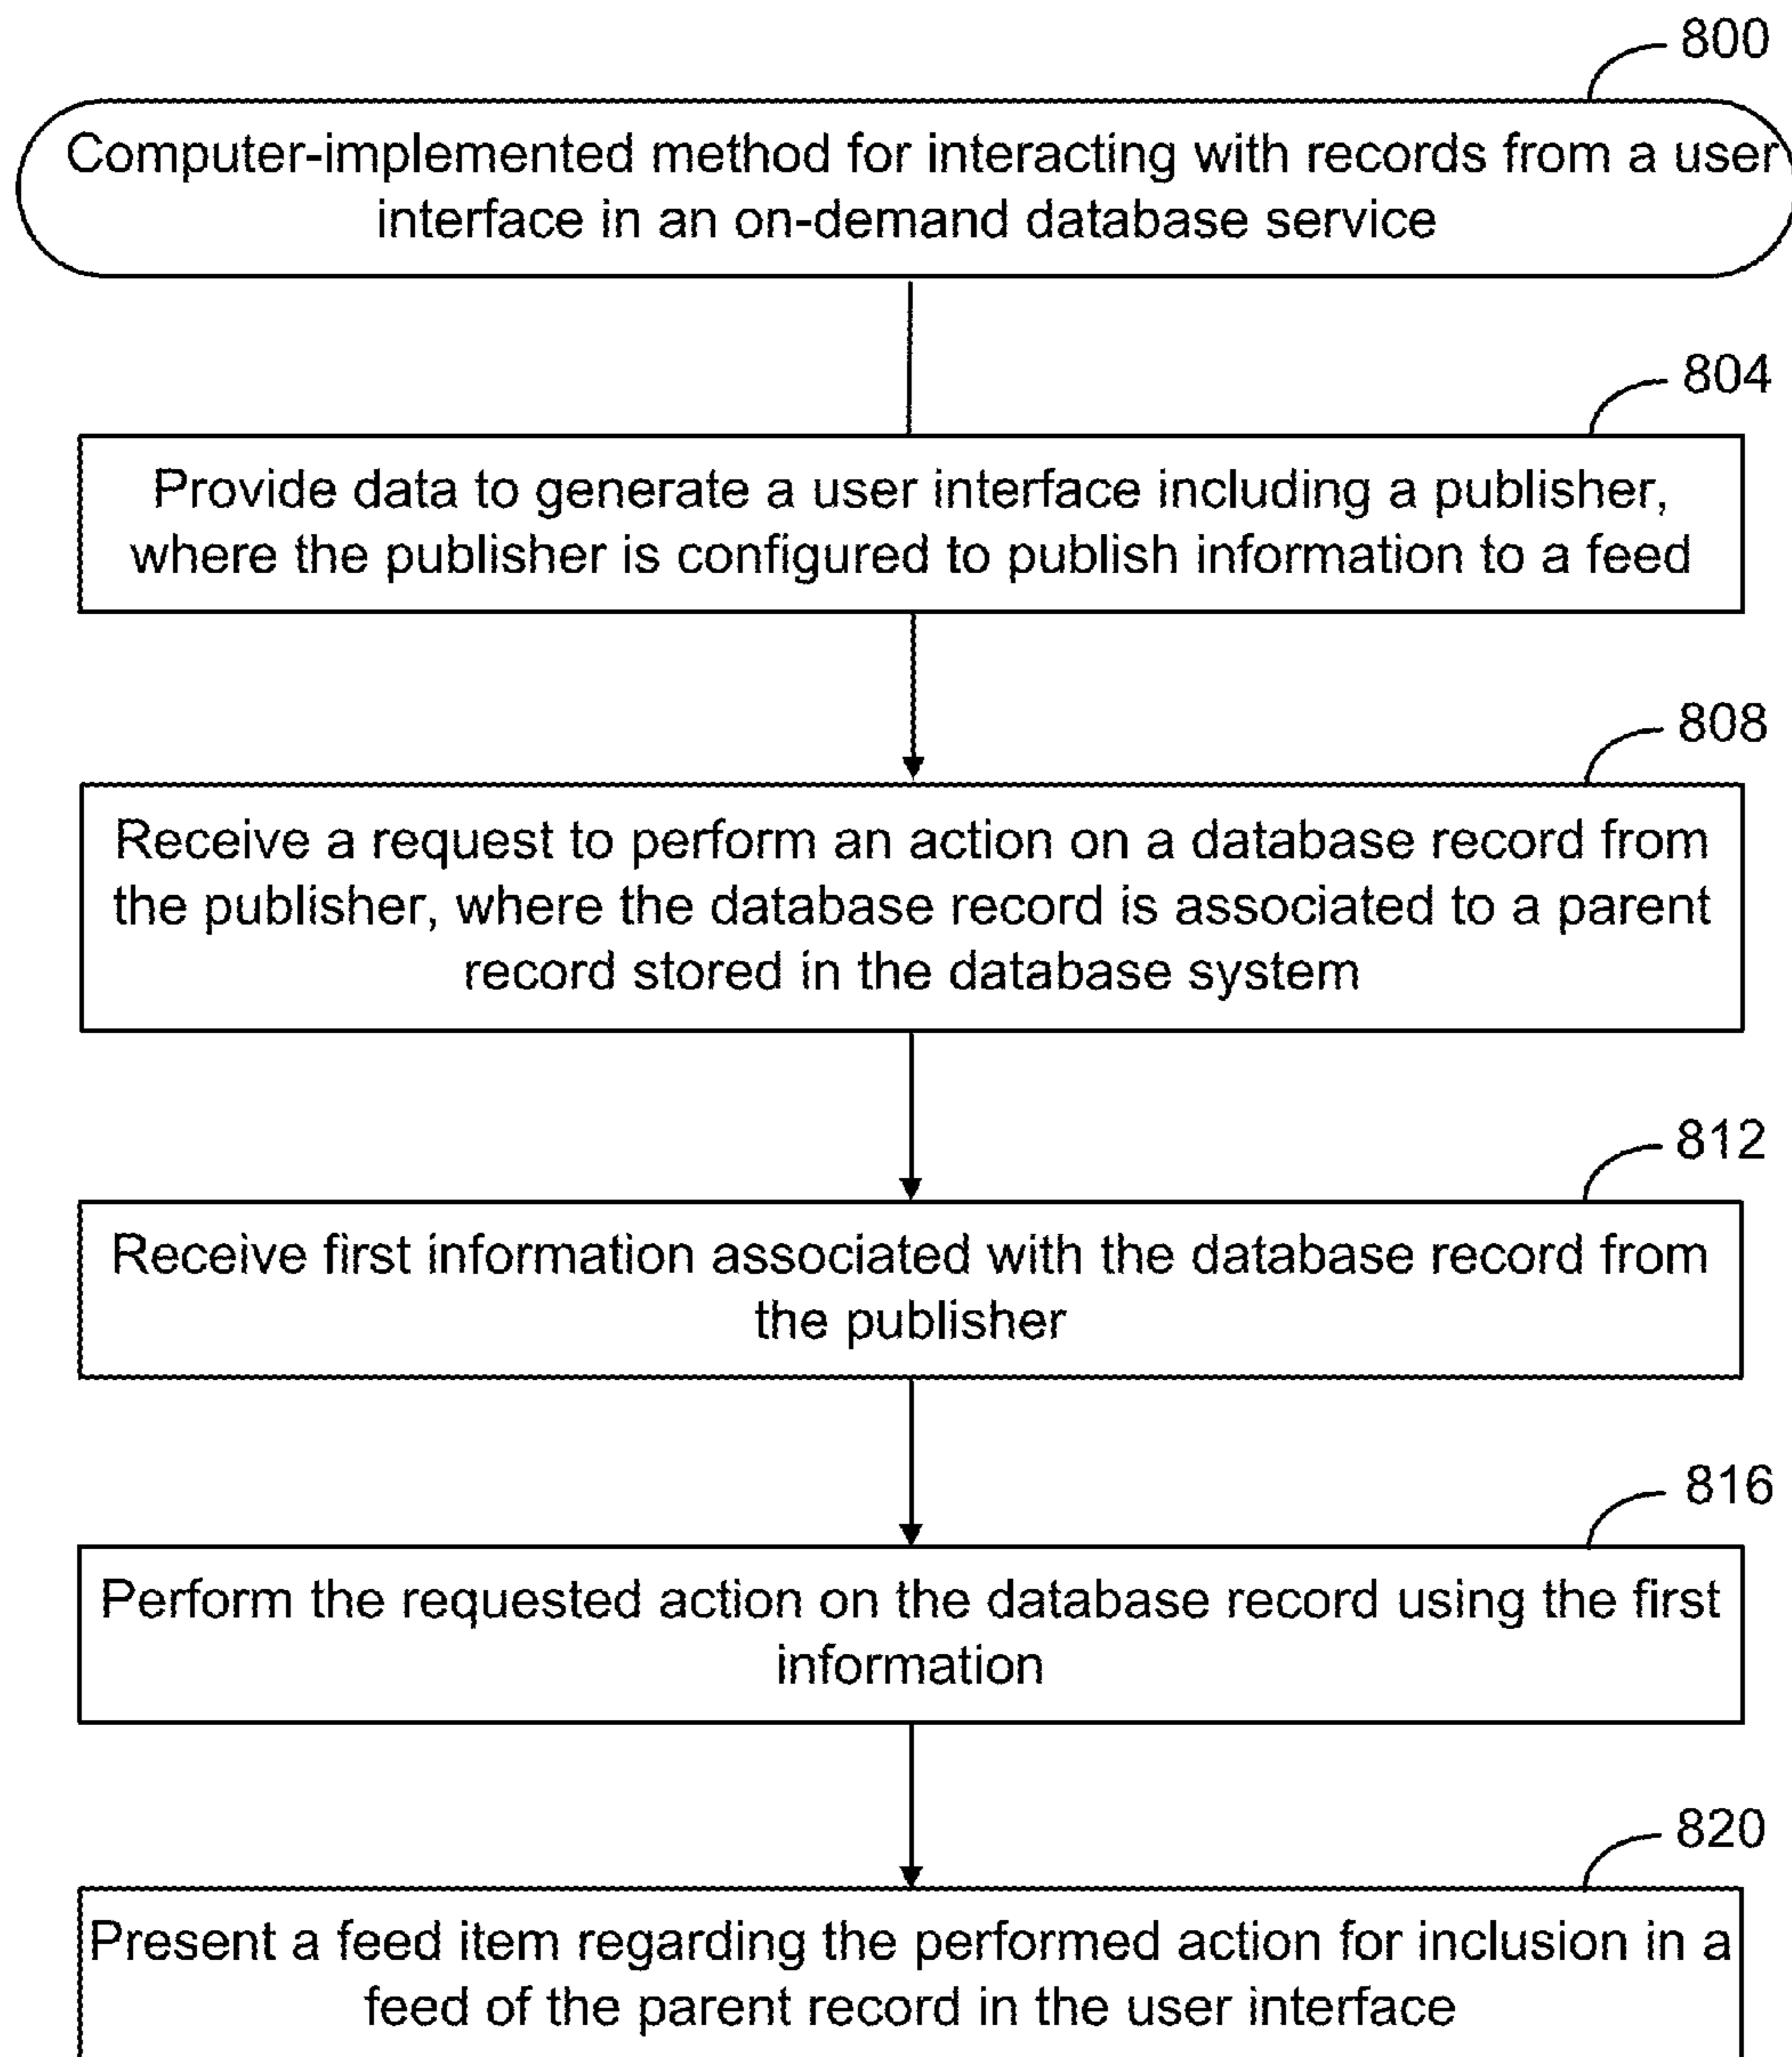 800
Computer-implemented method for interacting with records from a user
interface in an on-demand database service
804
Provide data to generate a user interface including a publisher,
where the publisher is configured to publish information to a feed
808
Receive a request to perform an action on a database record from
the publisher, where the database record is associated to a parent
record stored in the database system
812
Receive first information associated with the database record from
the publisher
816
Perform the requested action on the database record using the first
information
820
Present a feed item regarding the performed action for inclusion in a
feed of the parent record in the user interface